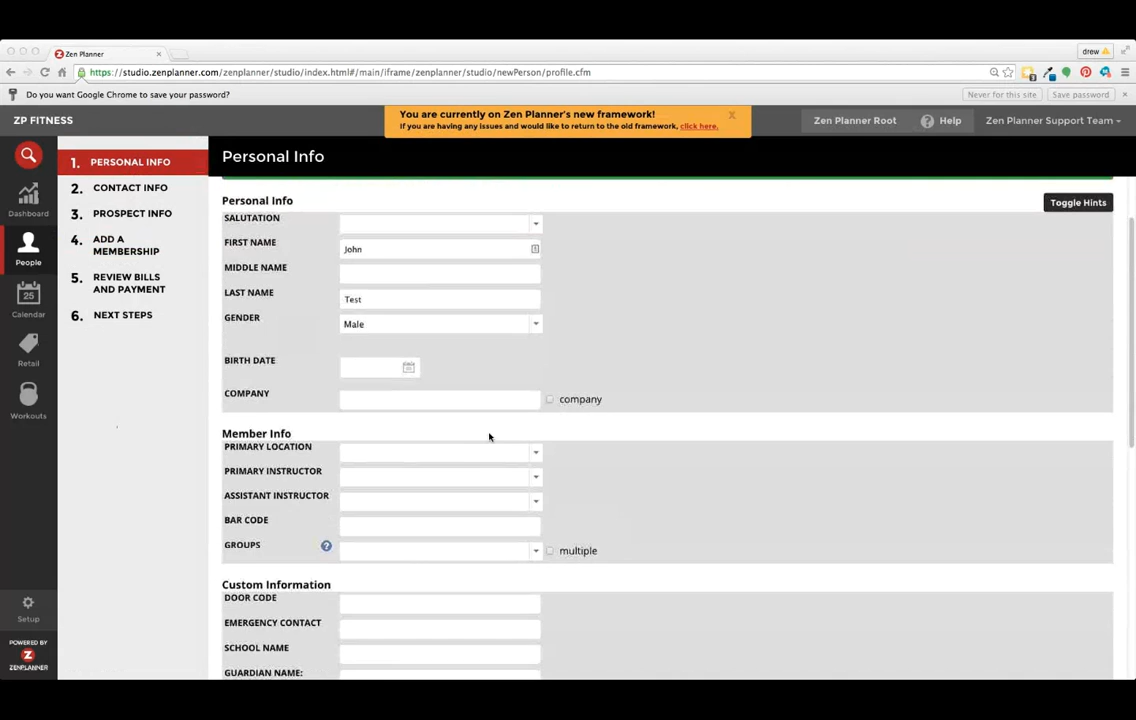 Zen Planner
drew
https://studio.zenplanner.com/zenplanner/studio/index.html#/main/iframe/zenplanner/studio/newPerson/profile.cfm
Do you want Google Chrome to save your password?
Never for this site
Save password
ZP FITNESS
You are currently on Zen Planner's new framework!
If you are having any issues and would like to return to the old framework, click here.
X
Zen Planner Root
Help
Zen Planner Support Team
Dashboard
People
25
Calendar
Retail
Workouts
Setup
POWERED BY
ZENPLANNER
1. PERSONAL INFO
2. CONTACT INFO
3. PROSPECT INFO
4. ADD A
MEMBERSHIP
5. REVIEW BILLS
AND PAYMENT
6. NEXT STEPS
Personal Info
Personal Info
Toggle Hints
SALUTATION
FIRST NAME John
MIDDLE NAME
LAST NAME Test
GENDER Male
BIRTH DATE
COMPANY company
Member Info
PRIMARY LOCATION
PRIMARY INSTRUCTOR
ASSISTANT INSTRUCTOR
BAR CODE
GROUPS ? multiple
Custom Information
DOOR CODE
EMERGENCY CONTACT
SCHOOL NAME
GUARDIAN NAME: